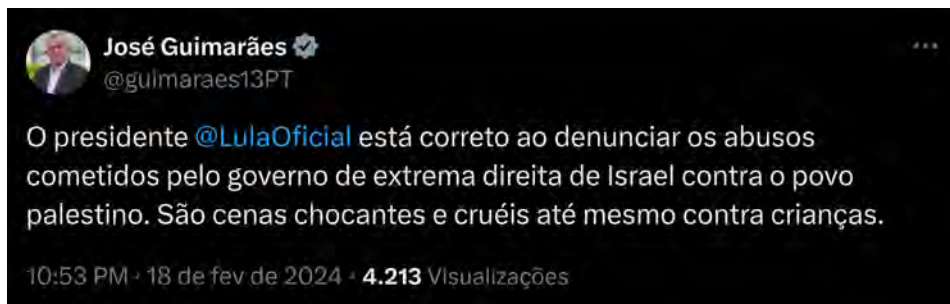 José Guimarães
@guimaraes13PT
O presidente @LulaOficial está correto ao denunciar os abusos
cometidos pelo governo de extrema direita de Israel contra o povo
palestino. São cenas chocantes e cruéis até mesmo contra crianças.
10:53 PM · 18 de fev de 2024 · 4.213 Visualizações